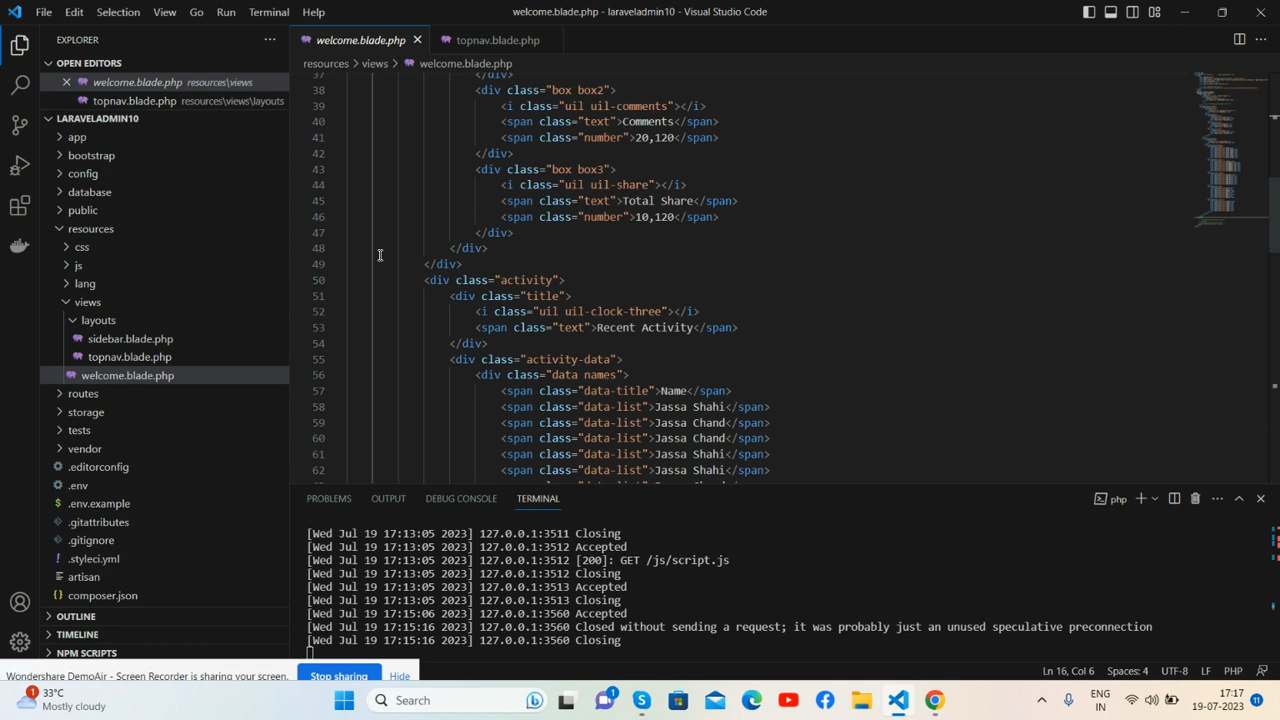 File Edit Selection View Go Run Terminal Help
welcome.blade.php - laraveladmin10 - Visual Studio Code
EXPLORER
OPEN EDITORS
welcome.blade.php resources\views
topnav.blade.php resources\views\layouts
LARAVELADMIN10
app
bootstrap
config
database
public
resources
css
js
lang
views
layouts
sidebar.blade.php
topnav.blade.php
welcome.blade.php
routes
storage
tests
vendor
.editorconfig
.env
.env.example
.gitattributes
.gitignore
.styleci.yml
artisan
composer.json
OUTLINE
TIMELINE
NPM SCRIPTS
welcome.blade.php topnav.blade.php
resources > views > welcome.blade.php
37 </div>
38 <div class="box box2">
39 <i class="uil uil-comments"></i>
40 <span class="text">Comments</span>
41 <span class="number">20,120</span>
42 </div>
43 <div class="box box3">
44 <i class="uil uil-share"></i>
45 <span class="text">Total Share</span>
46 <span class="number">10,120</span>
47 </div>
48 </div>
49 </div>
50 <div class="activity">
51 <div class="title">
52 <i class="uil uil-clock-three"></i>
53 <span class="text">Recent Activity</span>
54 </div>
55 <div class="activity-data">
56 <div class="data names">
57 <span class="data-title">Name</span>
58 <span class="data-list">Jassa Shahi</span>
59 <span class="data-list">Jassa Chand</span>
60 <span class="data-list">Jassa Chand</span>
61 <span class="data-list">Jassa Shahi</span>
62 <span class="data-list">Jassa Shahi</span>
PROBLEMS OUTPUT DEBUG CONSOLE TERMINAL
php
[Wed Jul 19 17:13:05 2023] 127.0.0.1:3511 Closing
[Wed Jul 19 17:13:05 2023] 127.0.0.1:3512 Accepted
[Wed Jul 19 17:13:05 2023] 127.0.0.1:3512 [200]: GET /js/script.js
[Wed Jul 19 17:13:05 2023] 127.0.0.1:3512 Closing
[Wed Jul 19 17:13:05 2023] 127.0.0.1:3513 Accepted
[Wed Jul 19 17:13:05 2023] 127.0.0.1:3513 Closing
[Wed Jul 19 17:15:06 2023] 127.0.0.1:3560 Accepted
[Wed Jul 19 17:15:16 2023] 127.0.0.1:3560 Closed without sending a request; it was probably just an unused speculative preconnection
[Wed Jul 19 17:15:16 2023] 127.0.0.1:3560 Closing
Wondershare DemoAir - Screen Recorder is sharing your screen. Stop sharing Hide
Ln 16, Col 6 Spaces: 4 UTF-8 LF PHP
33°C
Mostly cloudy
Search
1
ENG
IN
17:17
19-07-2023
11